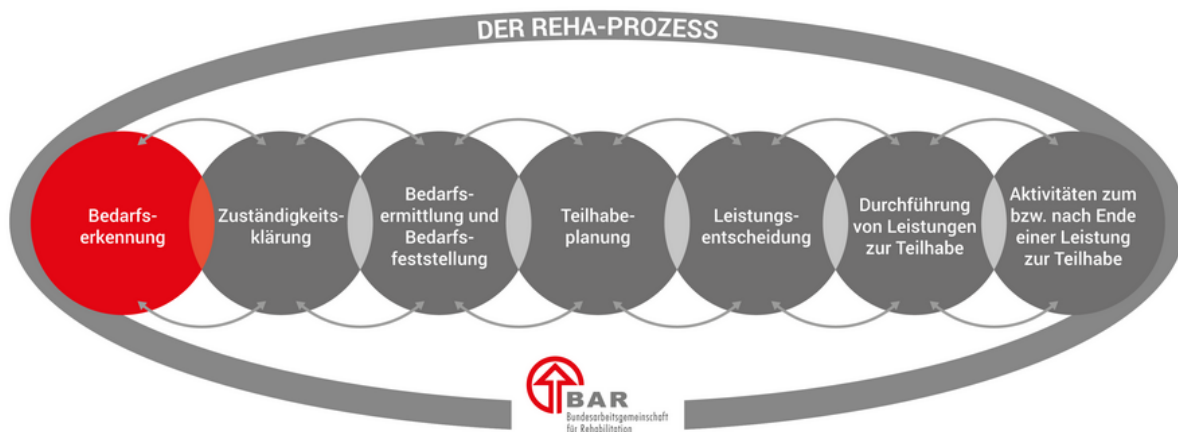 DER REHA-PROZESS
Bedarfs-
erkennung
Zuständigkeits-
klärung
Bedarfs-
ermittlung und
Bedarfs-
feststellung
Teilhabe-
planung
Leistungs-
entscheidung
Durchführung
von Leistungen
zur Teilhabe
Aktivitäten zum
bzw. nach Ende
einer Leistung
zur Teilhabe
BAR
Bundesarbeitsgemeinschaft
für Rehabilitation